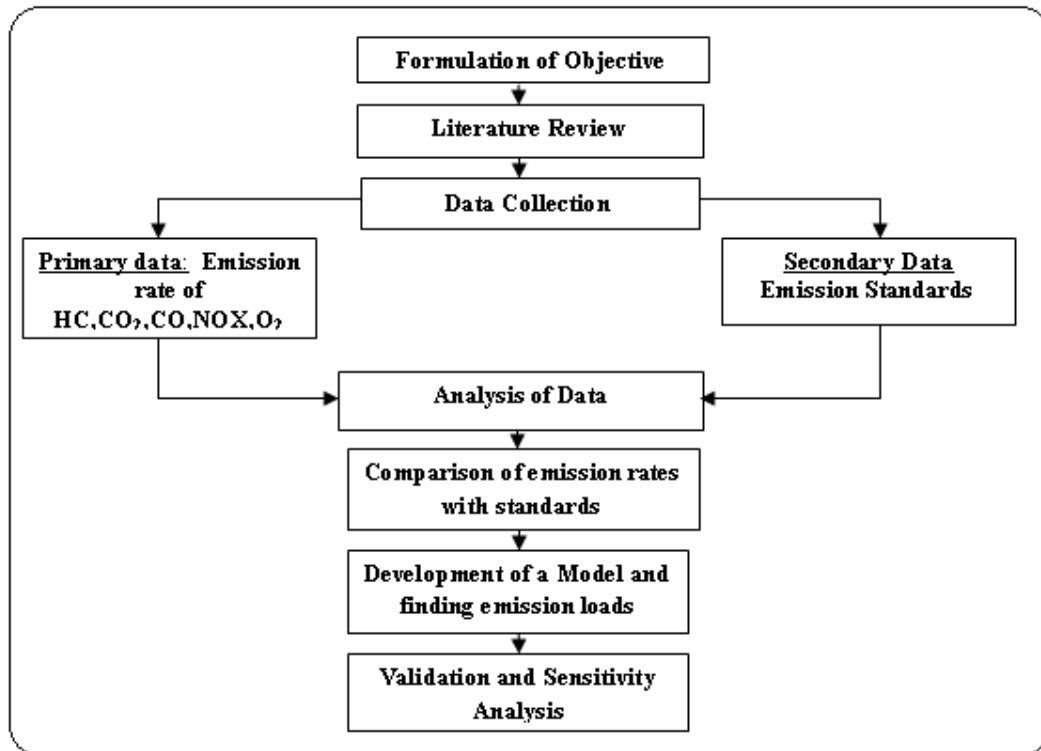 Formulation of Objective
Literature Review
Data Collection
Primary data: Emission
rate of
HC,CO₂,CO,NOX,O₂
Secondary Data
Emission Standards
Analysis of Data
Comparison of emission rates
with standards
Development of a Model and
finding emission loads
Validation and Sensitivity
Analysis